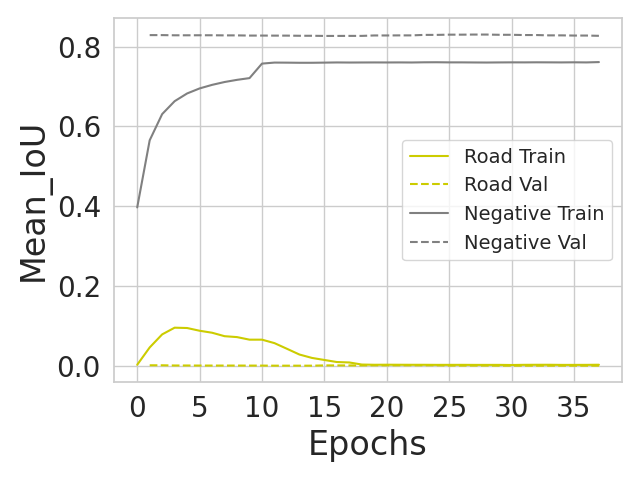 0.8
0.6
0.4
0.2
0.0
Mean_IoU
0 5 10 15 20 25 30 35
Epochs
Road Train
Road Val
Negative Train
Negative Val